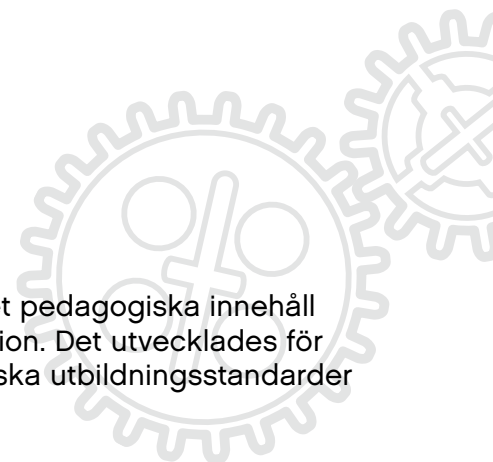 t pedagogiska innehåll
ion. Det utvecklades för
ska utbildningsstandarder